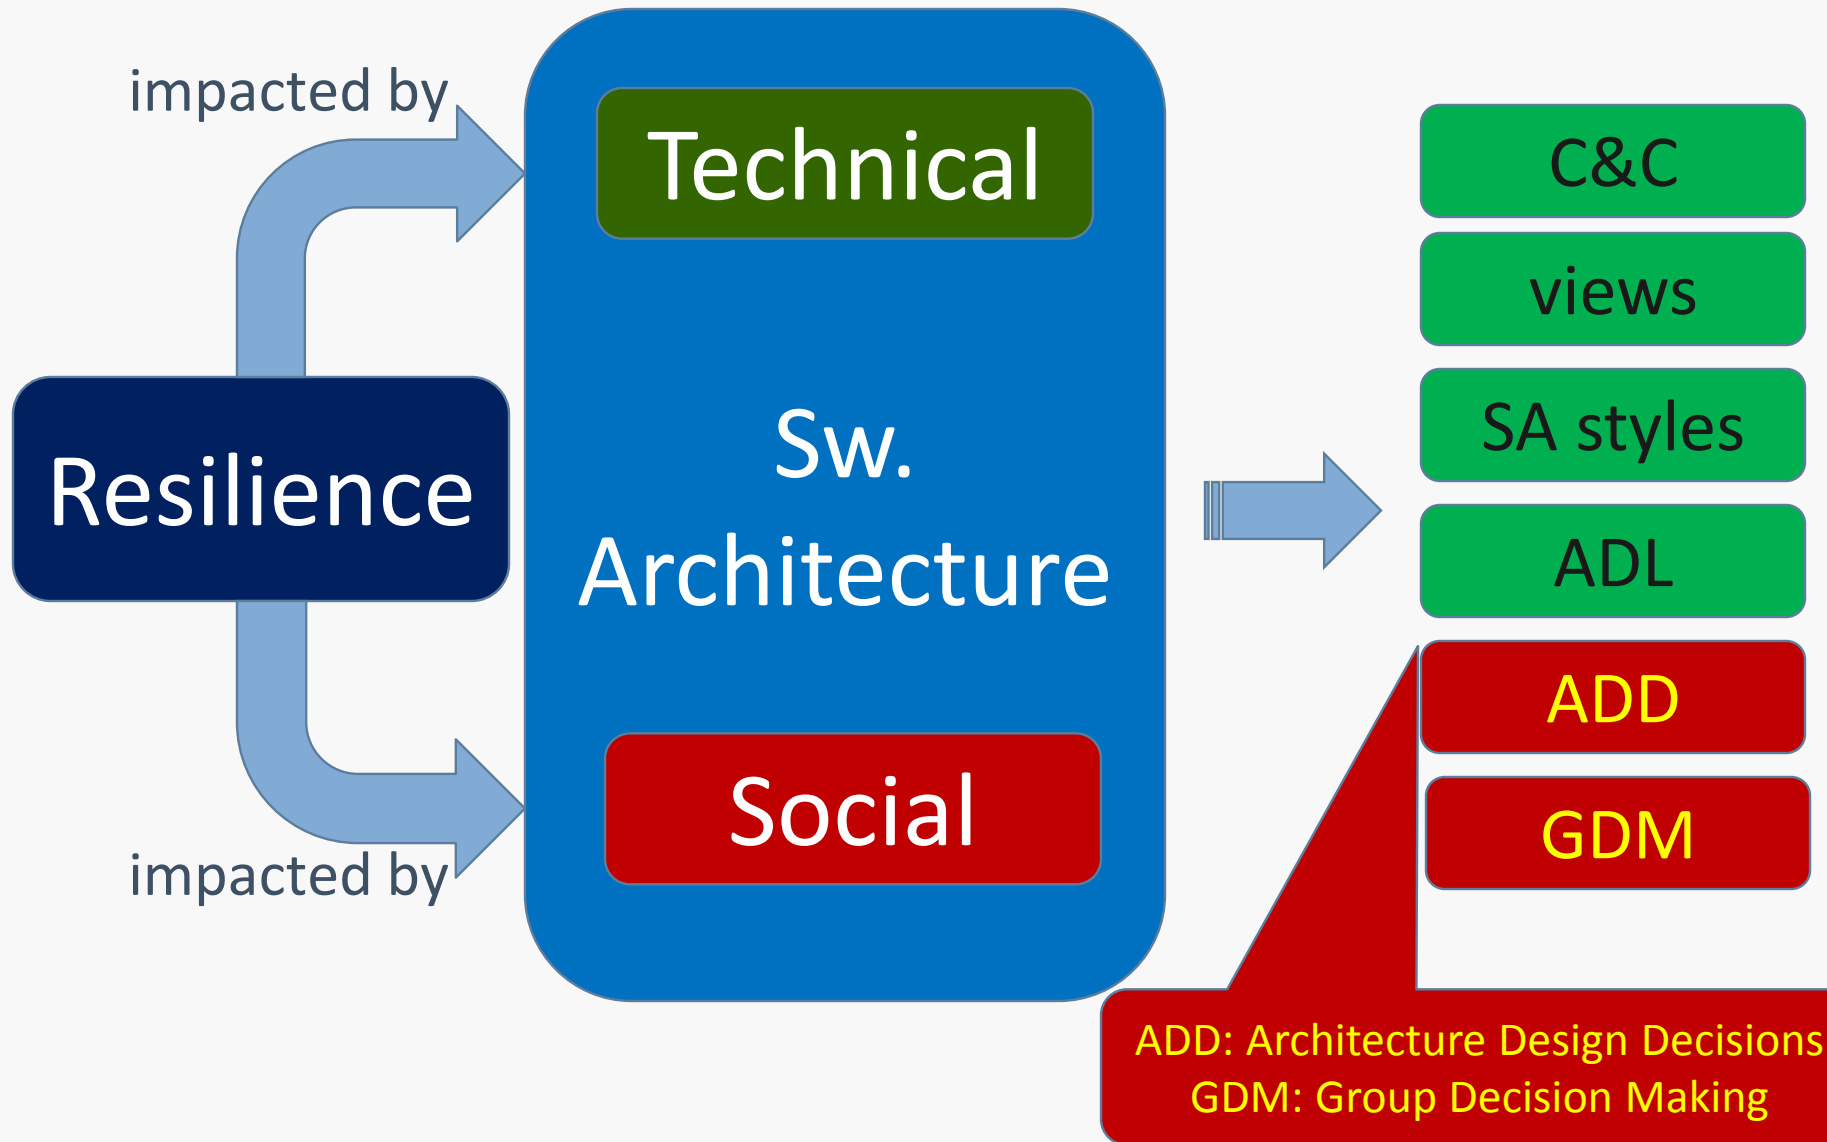 impacted by
Technical
Resilience
Sw.
Architecture
Social
impacted by
C&C
views
SA styles
ADL
ADD
GDM
ADD: Architecture Design Decisions
GDM: Group Decision Making